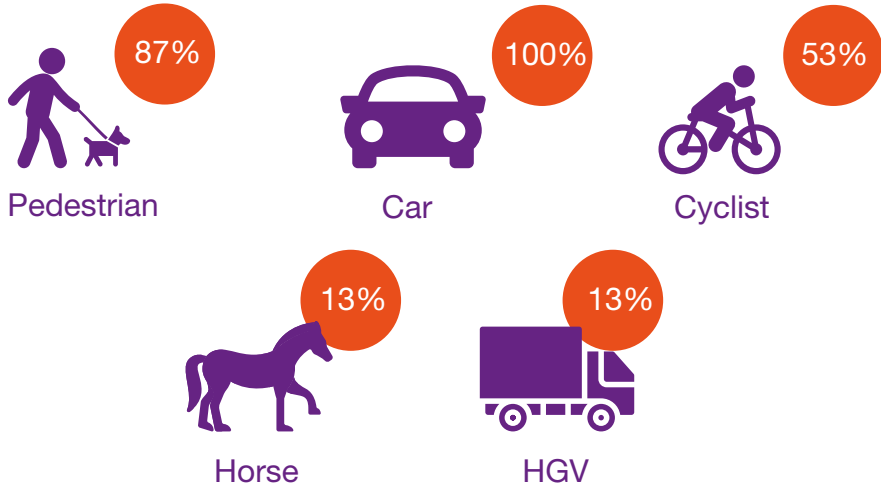 87%
100%
53%
Pedestrian
Car
Cyclist
13%
13%
Horse
HGV